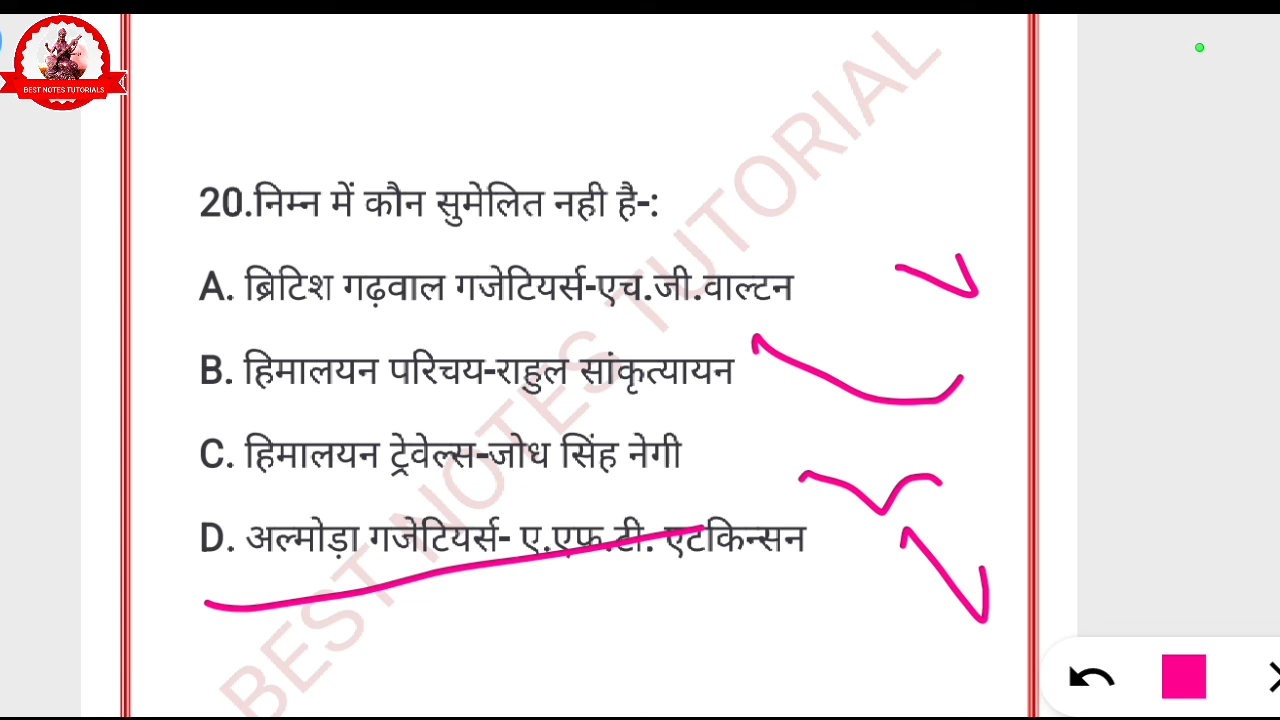 BEST NOTES TUTORIALS
20.निम्न में कौन सुमेलित नही है-:
A. ब्रिटिश गढ़वाल गजेटियर्स-एच.जी.वाल्टन
B. हिमालयन परिचय-राहुल सांकृत्यायन
C. हिमालयन ट्रेवेल्स-जोध सिंह नेगी
D. अल्मोड़ा गजेटियर्स- ए.एफ.टी. एटकिन्सन
BEST NOTES TUTORIAL